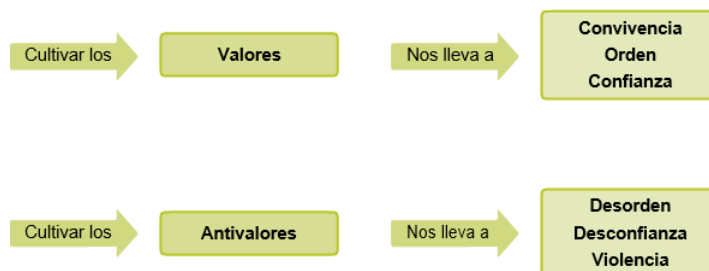 Cultivar los
Valores
Nos lleva a
Convivencia
Orden
Confianza
Cultivar los
Antivalores
Nos lleva a
Desorden
Desconfianza
Violencia